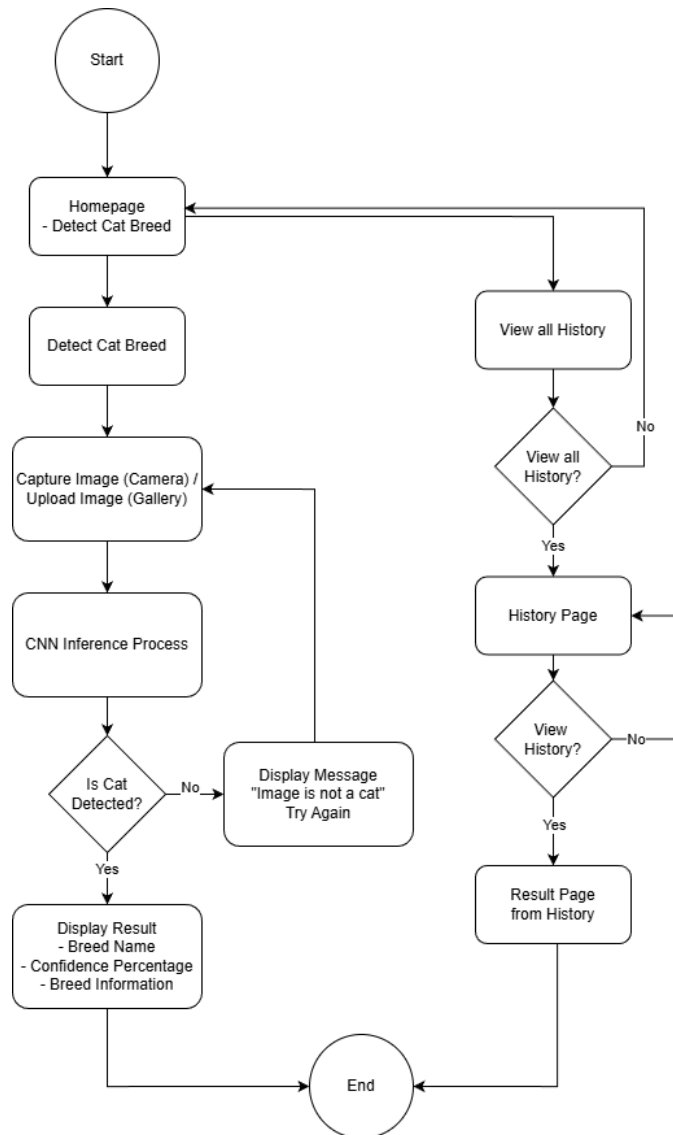 Start
Homepage
- Detect Cat Breed
Detect Cat Breed
View all History
Capture Image (Camera) /
Upload Image (Gallery)
View all
History?
No
Yes
CNN Inference Process
History Page
Is Cat
Detected?
No
Display Message
"Image is not a cat"
Try Again
View
History?
No
Yes
Yes
Display Result
- Breed Name
- Confidence Percentage
- Breed Information
Result Page
from History
End